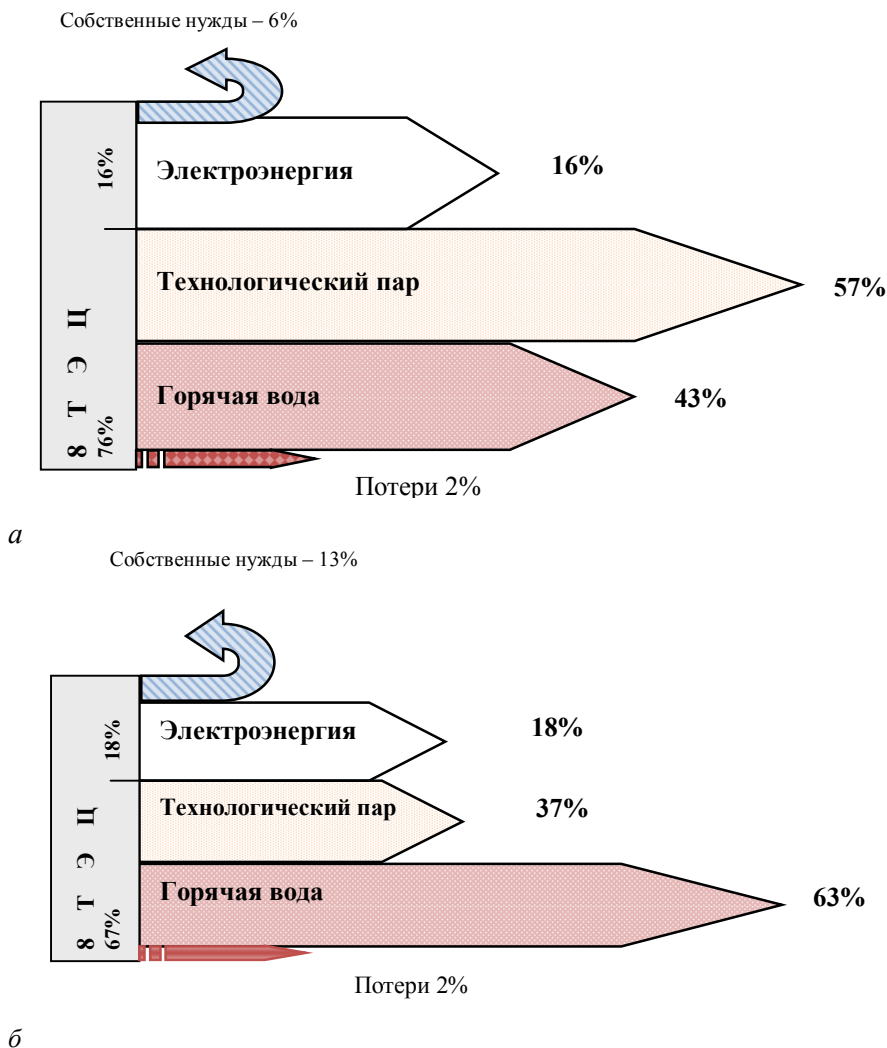 Собственные нужды – 6%
16%
Электроэнергия
16%
Технологический пар
57%
8 Т Э Ц
76%
Горячая вода
43%
Потери 2%
а
Собственные нужды – 13%
18%
Электроэнергия
18%
Технологический пар
37%
8 Т Э Ц
67%
Горячая вода
63%
Потери 2%
б